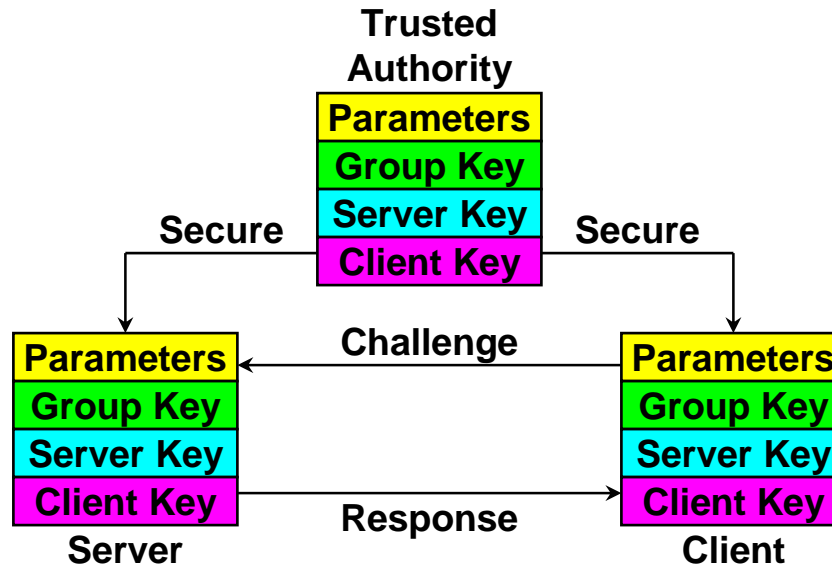 Trusted
Authority
Parameters
Group Key
Server Key
Client Key
Secure
Secure
Challenge
Parameters
Group Key
Server Key
Client Key
Server
Response
Parameters
Group Key
Server Key
Client Key
Client